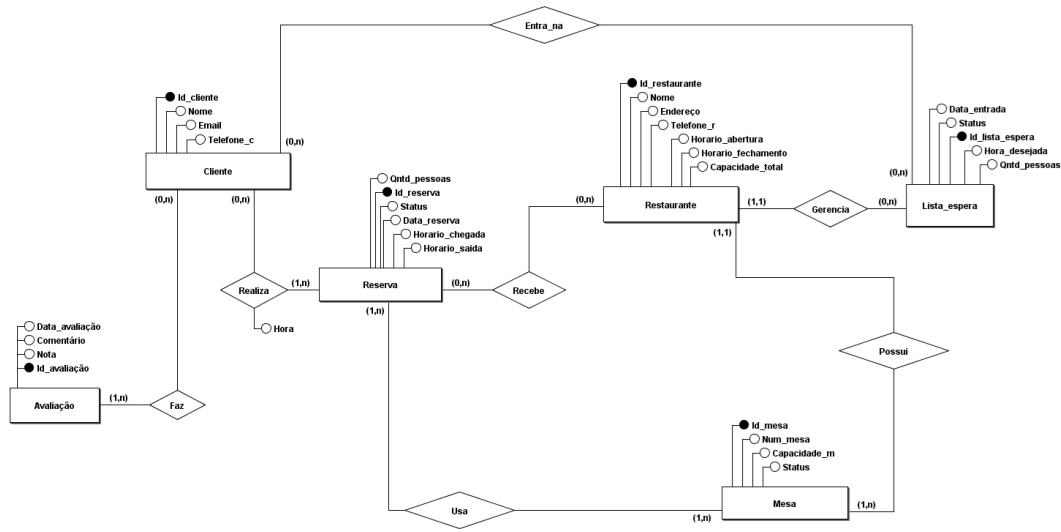 Entra_na
(0,n)
Id_cliente
Nome
Email
Telefone_c
Cliente
(0,n)
(0,n)
(0,n)
Id_restaurante
Nome
Endereço
Telefone_r
Horario_abertura
Horario_fechamento
Capacidade_total
Restaurante
(0,n)
(1,1)
(1,1)
Gerencia
(0,n)
Data_entrada
Status
Id_lista_espera
Hora_desejada
Qntd_pessoas
(0,n)
Lista_espera
Qntd_pessoas
Id_reserva
Status
Data_reserva
Horario_chegada
Horario_saida
Reserva
Realiza
(1,n)
(0,n)
Recebe
(1,n)
Hora
Data_avaliação
Comentário
Nota
Id_avaliação
Avaliação
(1,n)
Faz
Possui
Id_mesa
Num_mesa
Capacidade_m
Status
Mesa
(1,n)
(1,n)
Usa